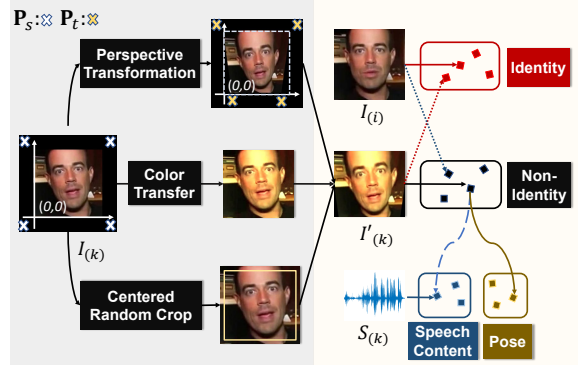 P_s: P_t:
Perspective
Transformation
(0,0)
I_(i)
Identity
(0,0)
I_(k)
Color
Transfer
I'_(k)
Non-
Identity
Centered
Random Crop
S_(k)
Speech
Content
Pose